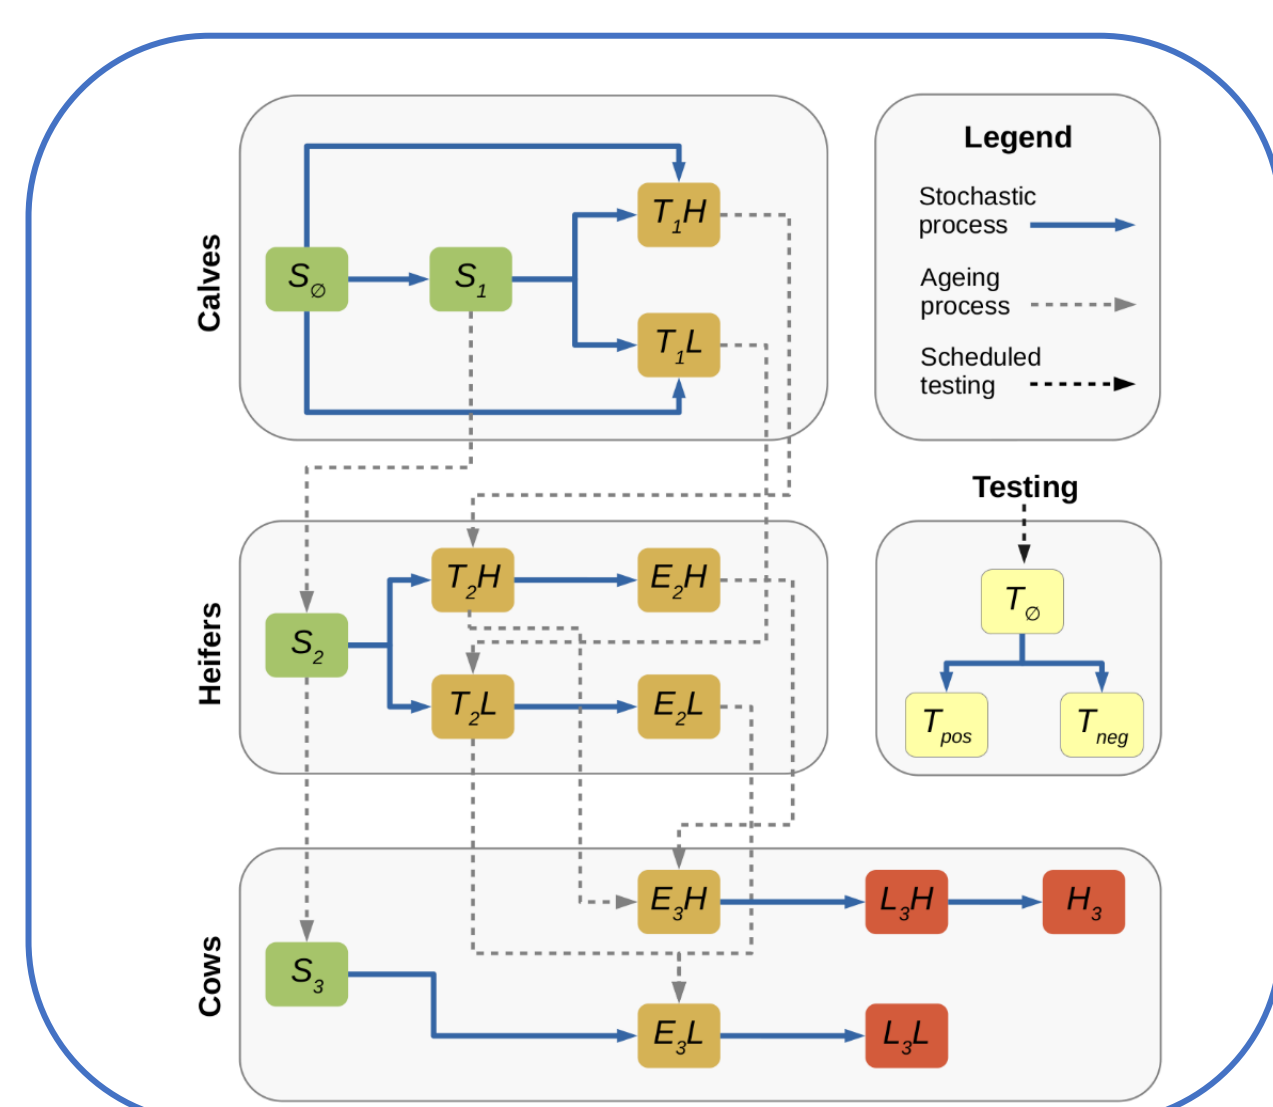 Calves
S∅
S1
T1H
T1L
Legend
Stochastic
process
Ageing
process
Scheduled
testing
Heifers
S2
T2H
E2H
T2L
E2L
Testing
T∅
Tpos
Tneg
Cows
S3
E3H
L3H
H3
E3L
L3L